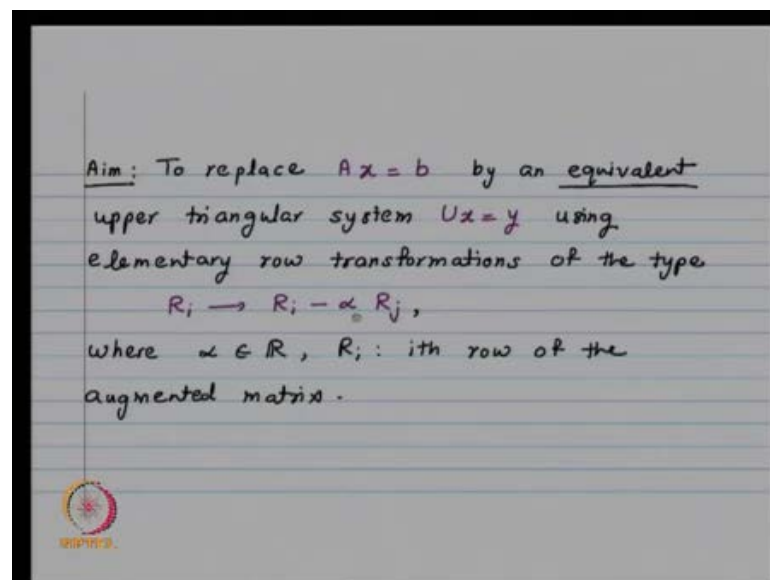 Aim: To replace Ax = b by an equivalent
upper triangular system Ux = y using
elementary row transformations of the type
Ri → Ri - α Rj,
where α ∈ R, Ri: ith row of the
augmented matrix.